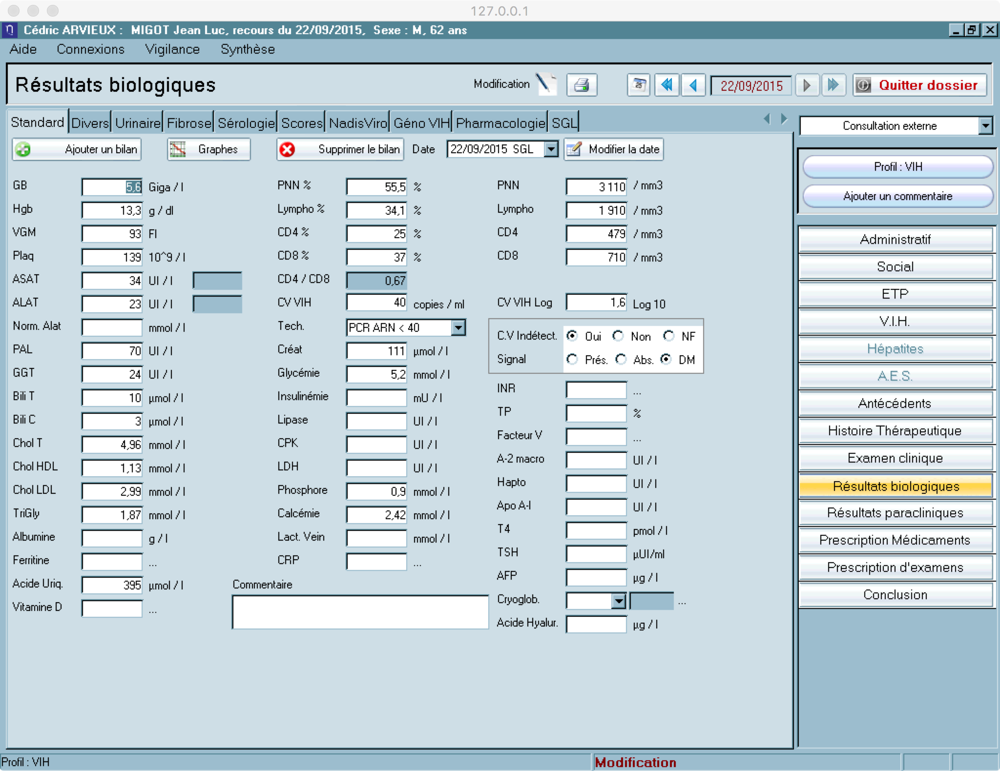 127.0.0.1
Cédric ARVIEUX : MIGOT Jean Luc, recours du 22/09/2015, Sexe : M, 62 ans
Aide Connexions Vigilance Synthèse
Résultats biologiques Modification 22/09/2015 Quitter dossier
Standard Divers Urinaire Fibrose Sérologie Scores NadisViro Géno VIH Pharmacologie SGL
Consultation externe
Ajouter un bilan Graphes Supprimer le bilan Date 22/09/2015 SGL Modifier la date
Profil : VIH
Ajouter un commentaire
GB 5,6 Giga / l PNN % 55,5 % PNN 3 110 / mm3
Hgb 13,3 g / dl Lympho % 34,1 % Lympho 1 910 / mm3
VGM 93 Fl CD4 % 25 % CD4 479 / mm3
Plaq 139 10^9 / l CD8 % 37 % CD8 710 / mm3
ASAT 34 UI / l CD4 / CD8 0,67
ALAT 23 UI / l CV VIH 40 copies / ml CV VIH Log 1,6 Log 10
Norm. Alat mmol / l Tech. PCR ARN < 40 C.V Indétect. Oui Non NF
PAL 70 UI / l Créat 111 µmol / l Signal Prés. Abs. DM
GGT 24 UI / l Glycémie 5,2 mmol / l INR ...
Bili T 10 µmol / l Insulinémie mU / l TP %
Bili C 3 µmol / l Lipase UI / l Facteur V ...
Chol T 4,96 mmol / l CPK UI / l A-2 macro UI / l
Chol HDL 1,13 mmol / l LDH UI / l Hapto UI / l
Chol LDL 2,99 mmol / l Phosphore 0,9 mmol / l Apo A-I UI / l
TriGly 1,87 mmol / l Calcémie 2,42 mmol / l T4 pmol / l
Albumine g / l Lact. Vein mmol / l TSH µUI/ml
Ferritine ... CRP ... AFP µg / l
Acide Uriq. 395 µmol / l Commentaire Cryoglob. ...
Vitamine D ... Acide Hyalur. µg / l
Administratif
Social
ETP
V.I.H.
Hépatites
A.E.S.
Antécédents
Histoire Thérapeutique
Examen clinique
Résultats biologiques
Résultats paracliniques
Prescription Médicaments
Prescription d'examens
Conclusion
Profil : VIH Modification